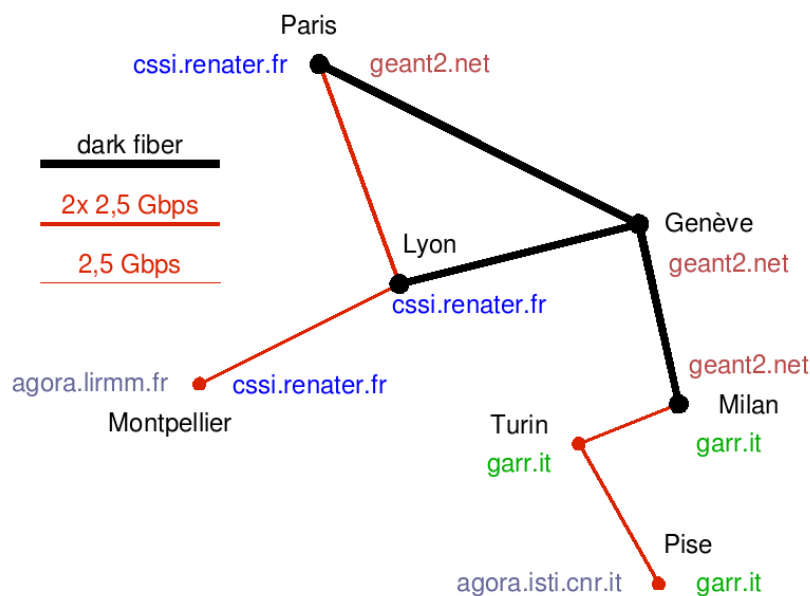 Paris
cssi.renater.fr
geant2.net
dark fiber
2x 2,5 Gbps
2,5 Gbps
Lyon
cssi.renater.fr
Genève
geant2.net
agora.lirmm.fr
cssi.renater.fr
Montpellier
geant2.net
Milan
garr.it
Turin
garr.it
Pise
agora.isti.cnr.it
garr.it